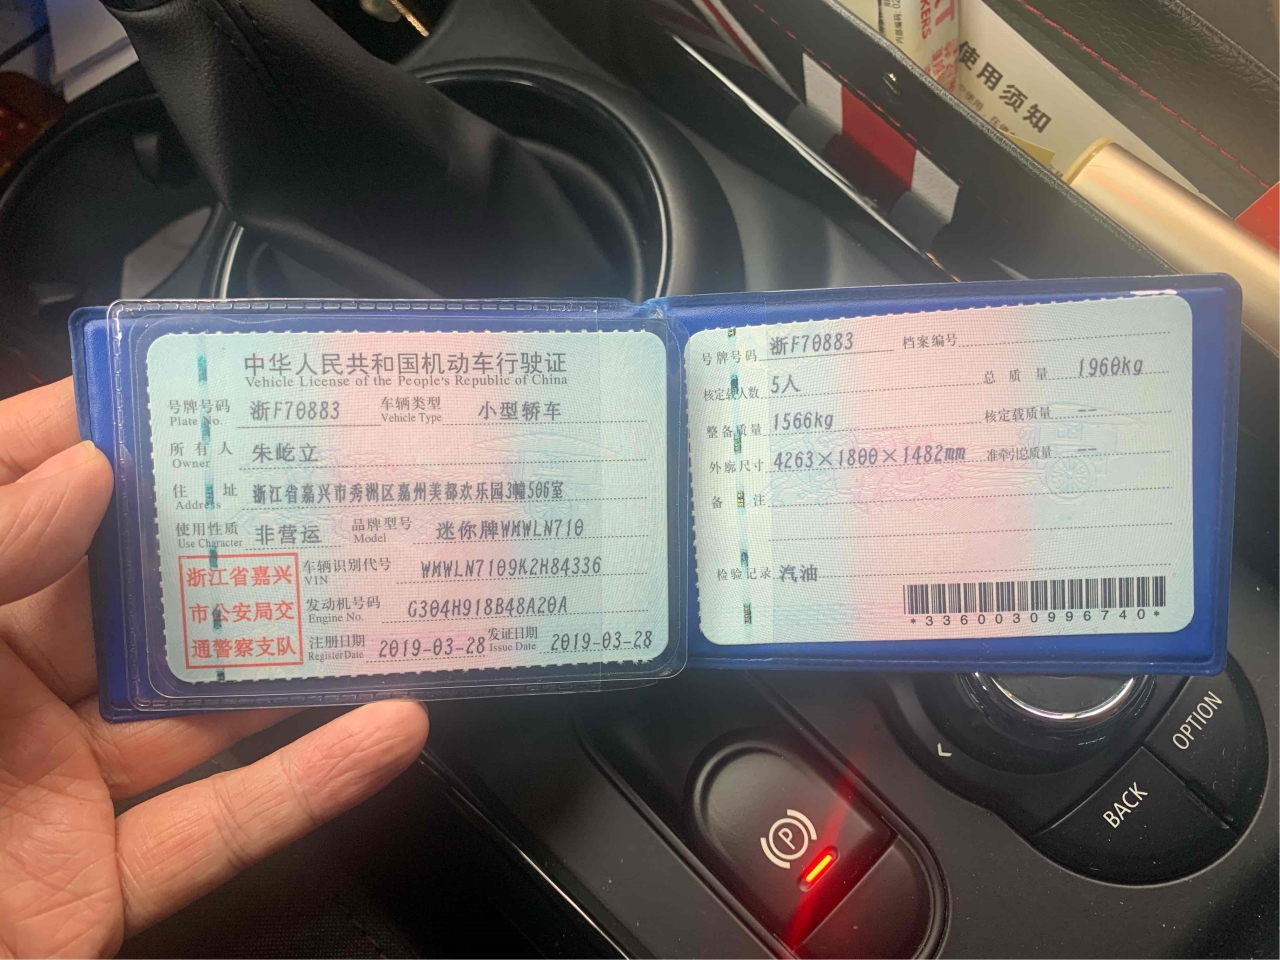 中华人民共和国机动车行驶证
Vehicle License of the People's Republic of China
号牌号码 浙F70883 车辆类型 小型轿车
Plate No. Vehicle Type
所有人 朱屹立
Owner
住址 浙江省嘉兴市秀洲区嘉州美都欢乐园3幢506室
Address
使用性质 非营运 品牌型号 迷你牌WMWLN710
Use Character Model
浙江省嘉兴
市公安局交
通警察支队
车辆识别代号 WMWLN7109K2H84336
VIN
发动机号码 G304H918B48A20A
Engine No.
注册日期 2019-03-28 发证日期 2019-03-28
Register Date Issue Date
号牌号码 浙F70883 档案编号
核定载人数 5人 总质量 1960kg
整备质量 1566kg 核定载质量 --
外廓尺寸 4263×1800×1482mm 准牵引总质量 --
备注
检验记录 汽油
*3360030996740*
使用须知
P
BACK
OPTION